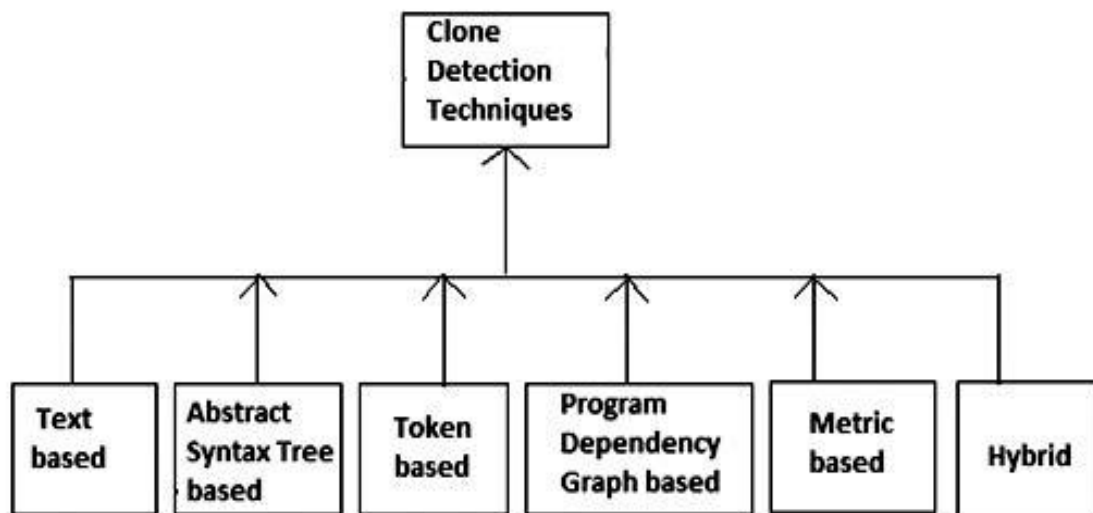 Clone
Detection
Techniques
Text
based
Abstract
Syntax Tree
based
Token
based
Program
Dependency
Graph based
Metric
based
Hybrid